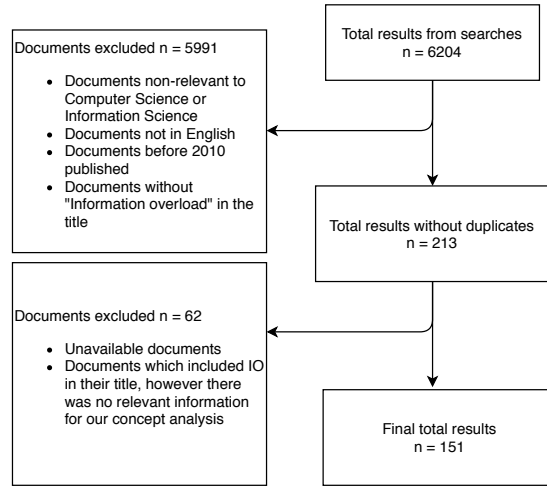 Total results from searches
n = 6204
Documents excluded n = 5991
• Documents non-relevant to
Computer Science or
Information Science
• Documents not in English
• Documents before 2010
published
• Documents without
"Information overload" in the
title
Total results without duplicates
n = 213
Documents excluded n = 62
• Unavailable documents
• Documents which included IO
in their title, however there
was no relevant information
for our concept analysis
Final total results
n = 151